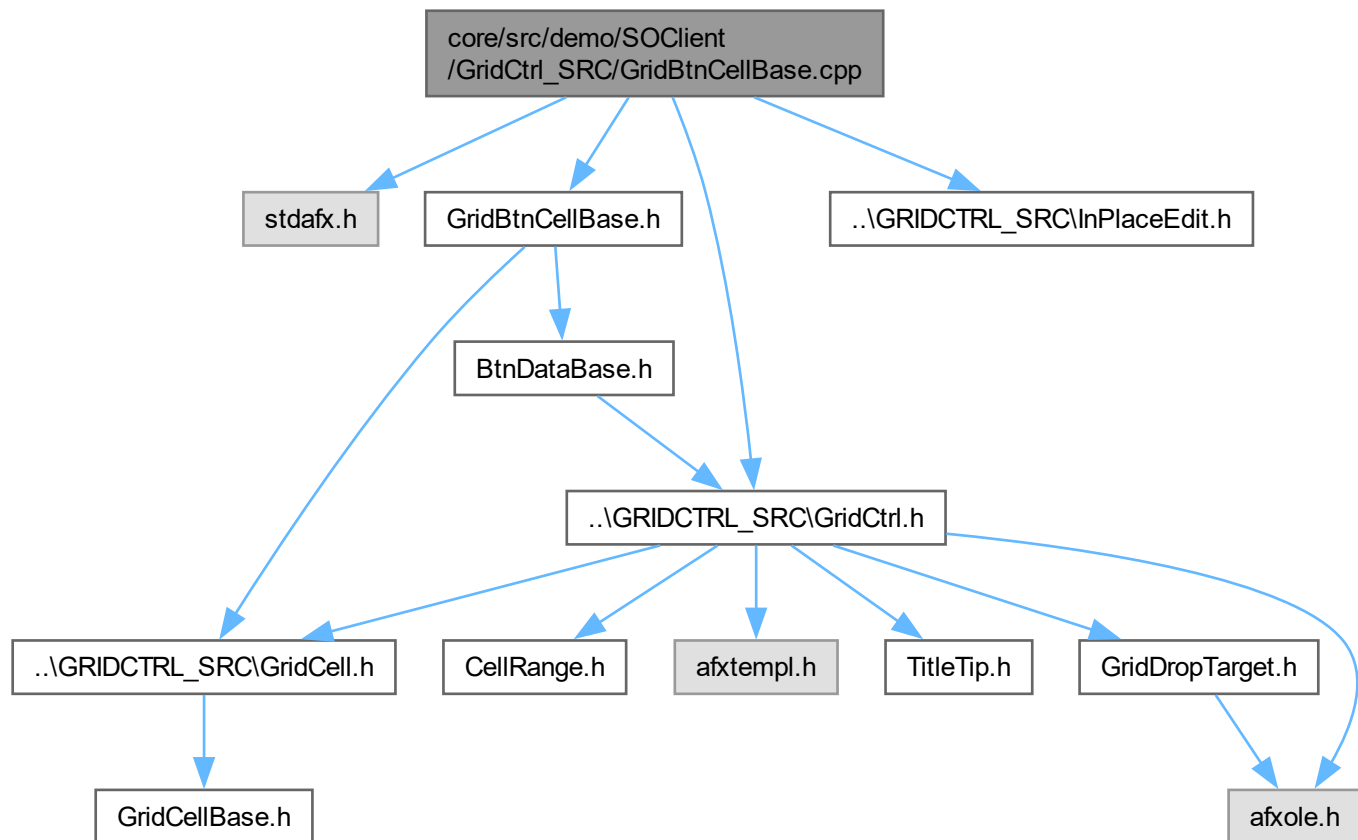 core/src/demo/SOClient
/GridCtrl_SRC/GridBtnCellBase.cpp
stdafx.h
GridBtnCellBase.h
..\GRIDCTRL_SRC\InPlaceEdit.h
BtnDataBase.h
..\GRIDCTRL_SRC\GridCtrl.h
..\GRIDCTRL_SRC\GridCell.h
CellRange.h
afxtempl.h
TitleTip.h
GridDropTarget.h
GridCellBase.h
afxole.h